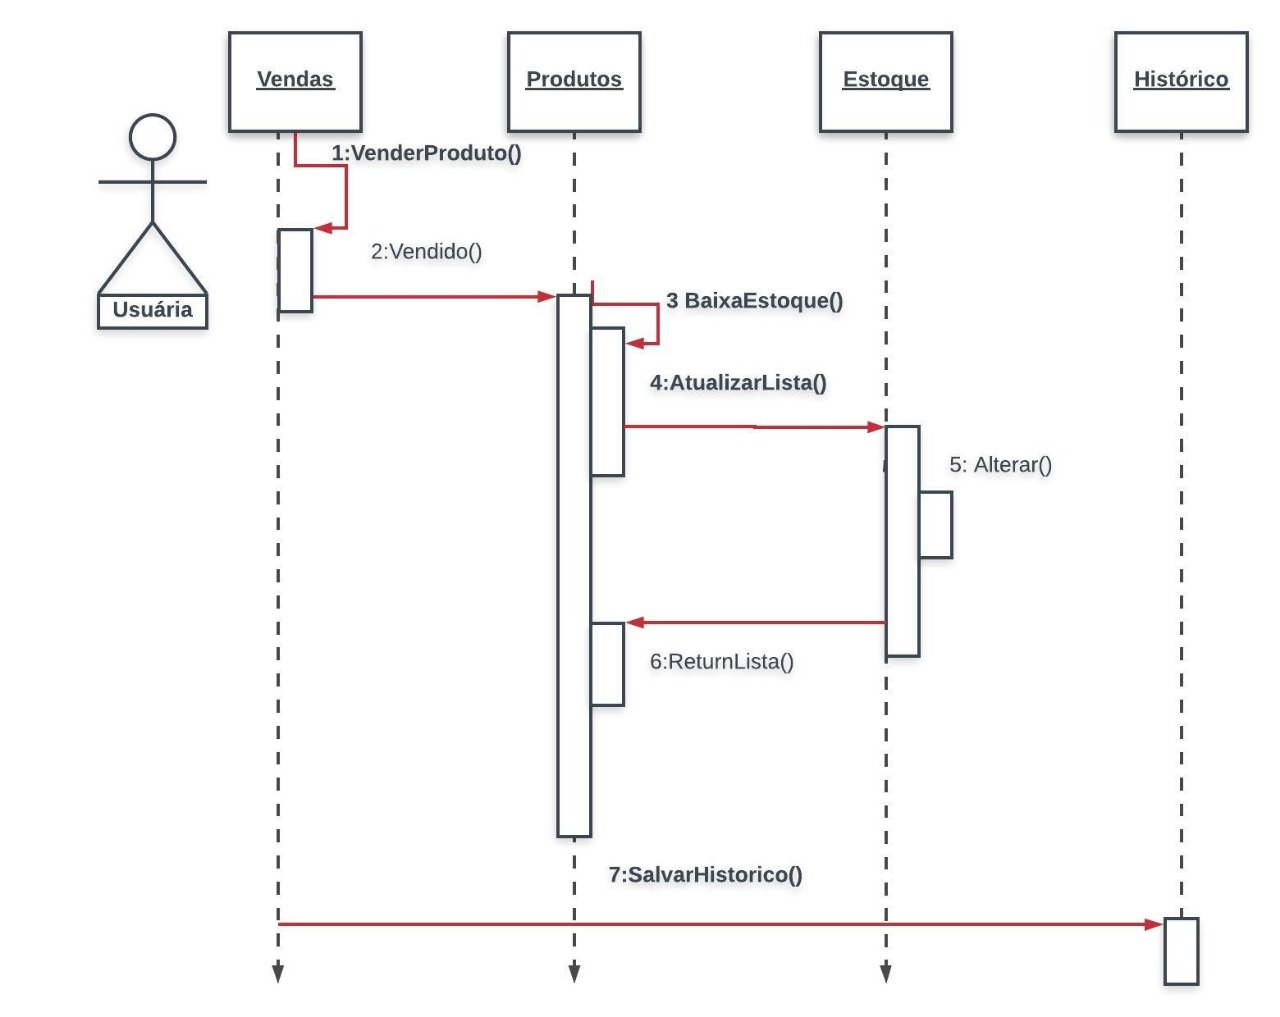 Vendas
Produtos
Estoque
Histórico
1:VenderProduto()
2:Vendido()
Usuária
3 BaixaEstoque()
4:AtualizarLista()
5: Alterar()
6:ReturnLista()
7:SalvarHistorico()